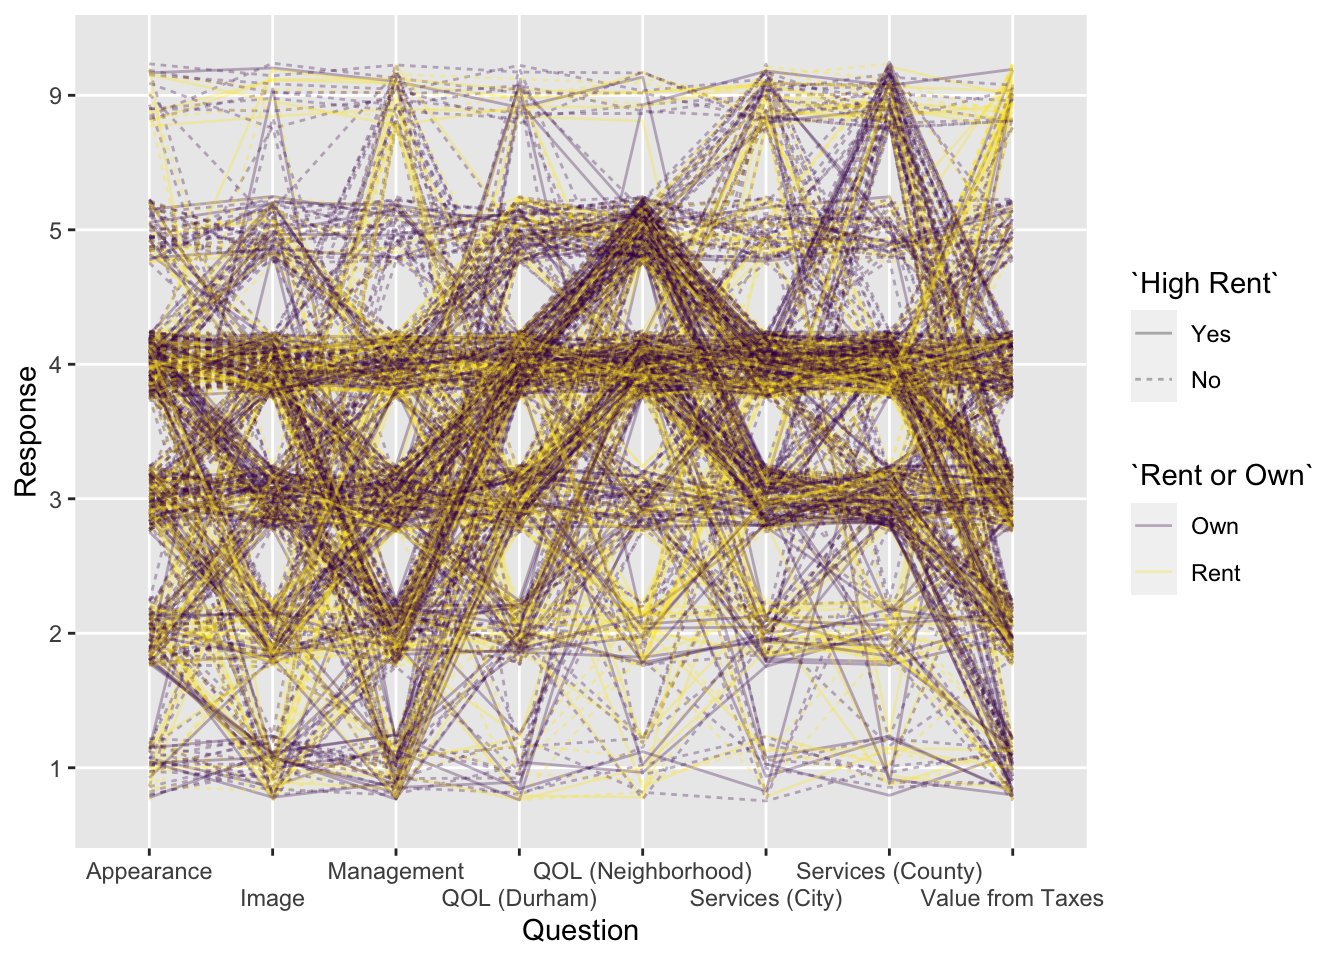 9
5
4
3
2
1
Response
Appearance
Image
Management
QOL (Durham)
QOL (Neighborhood)
Services (City)
Services (County)
Value from Taxes
Question
`High Rent`
Yes
No
`Rent or Own`
Own
Rent